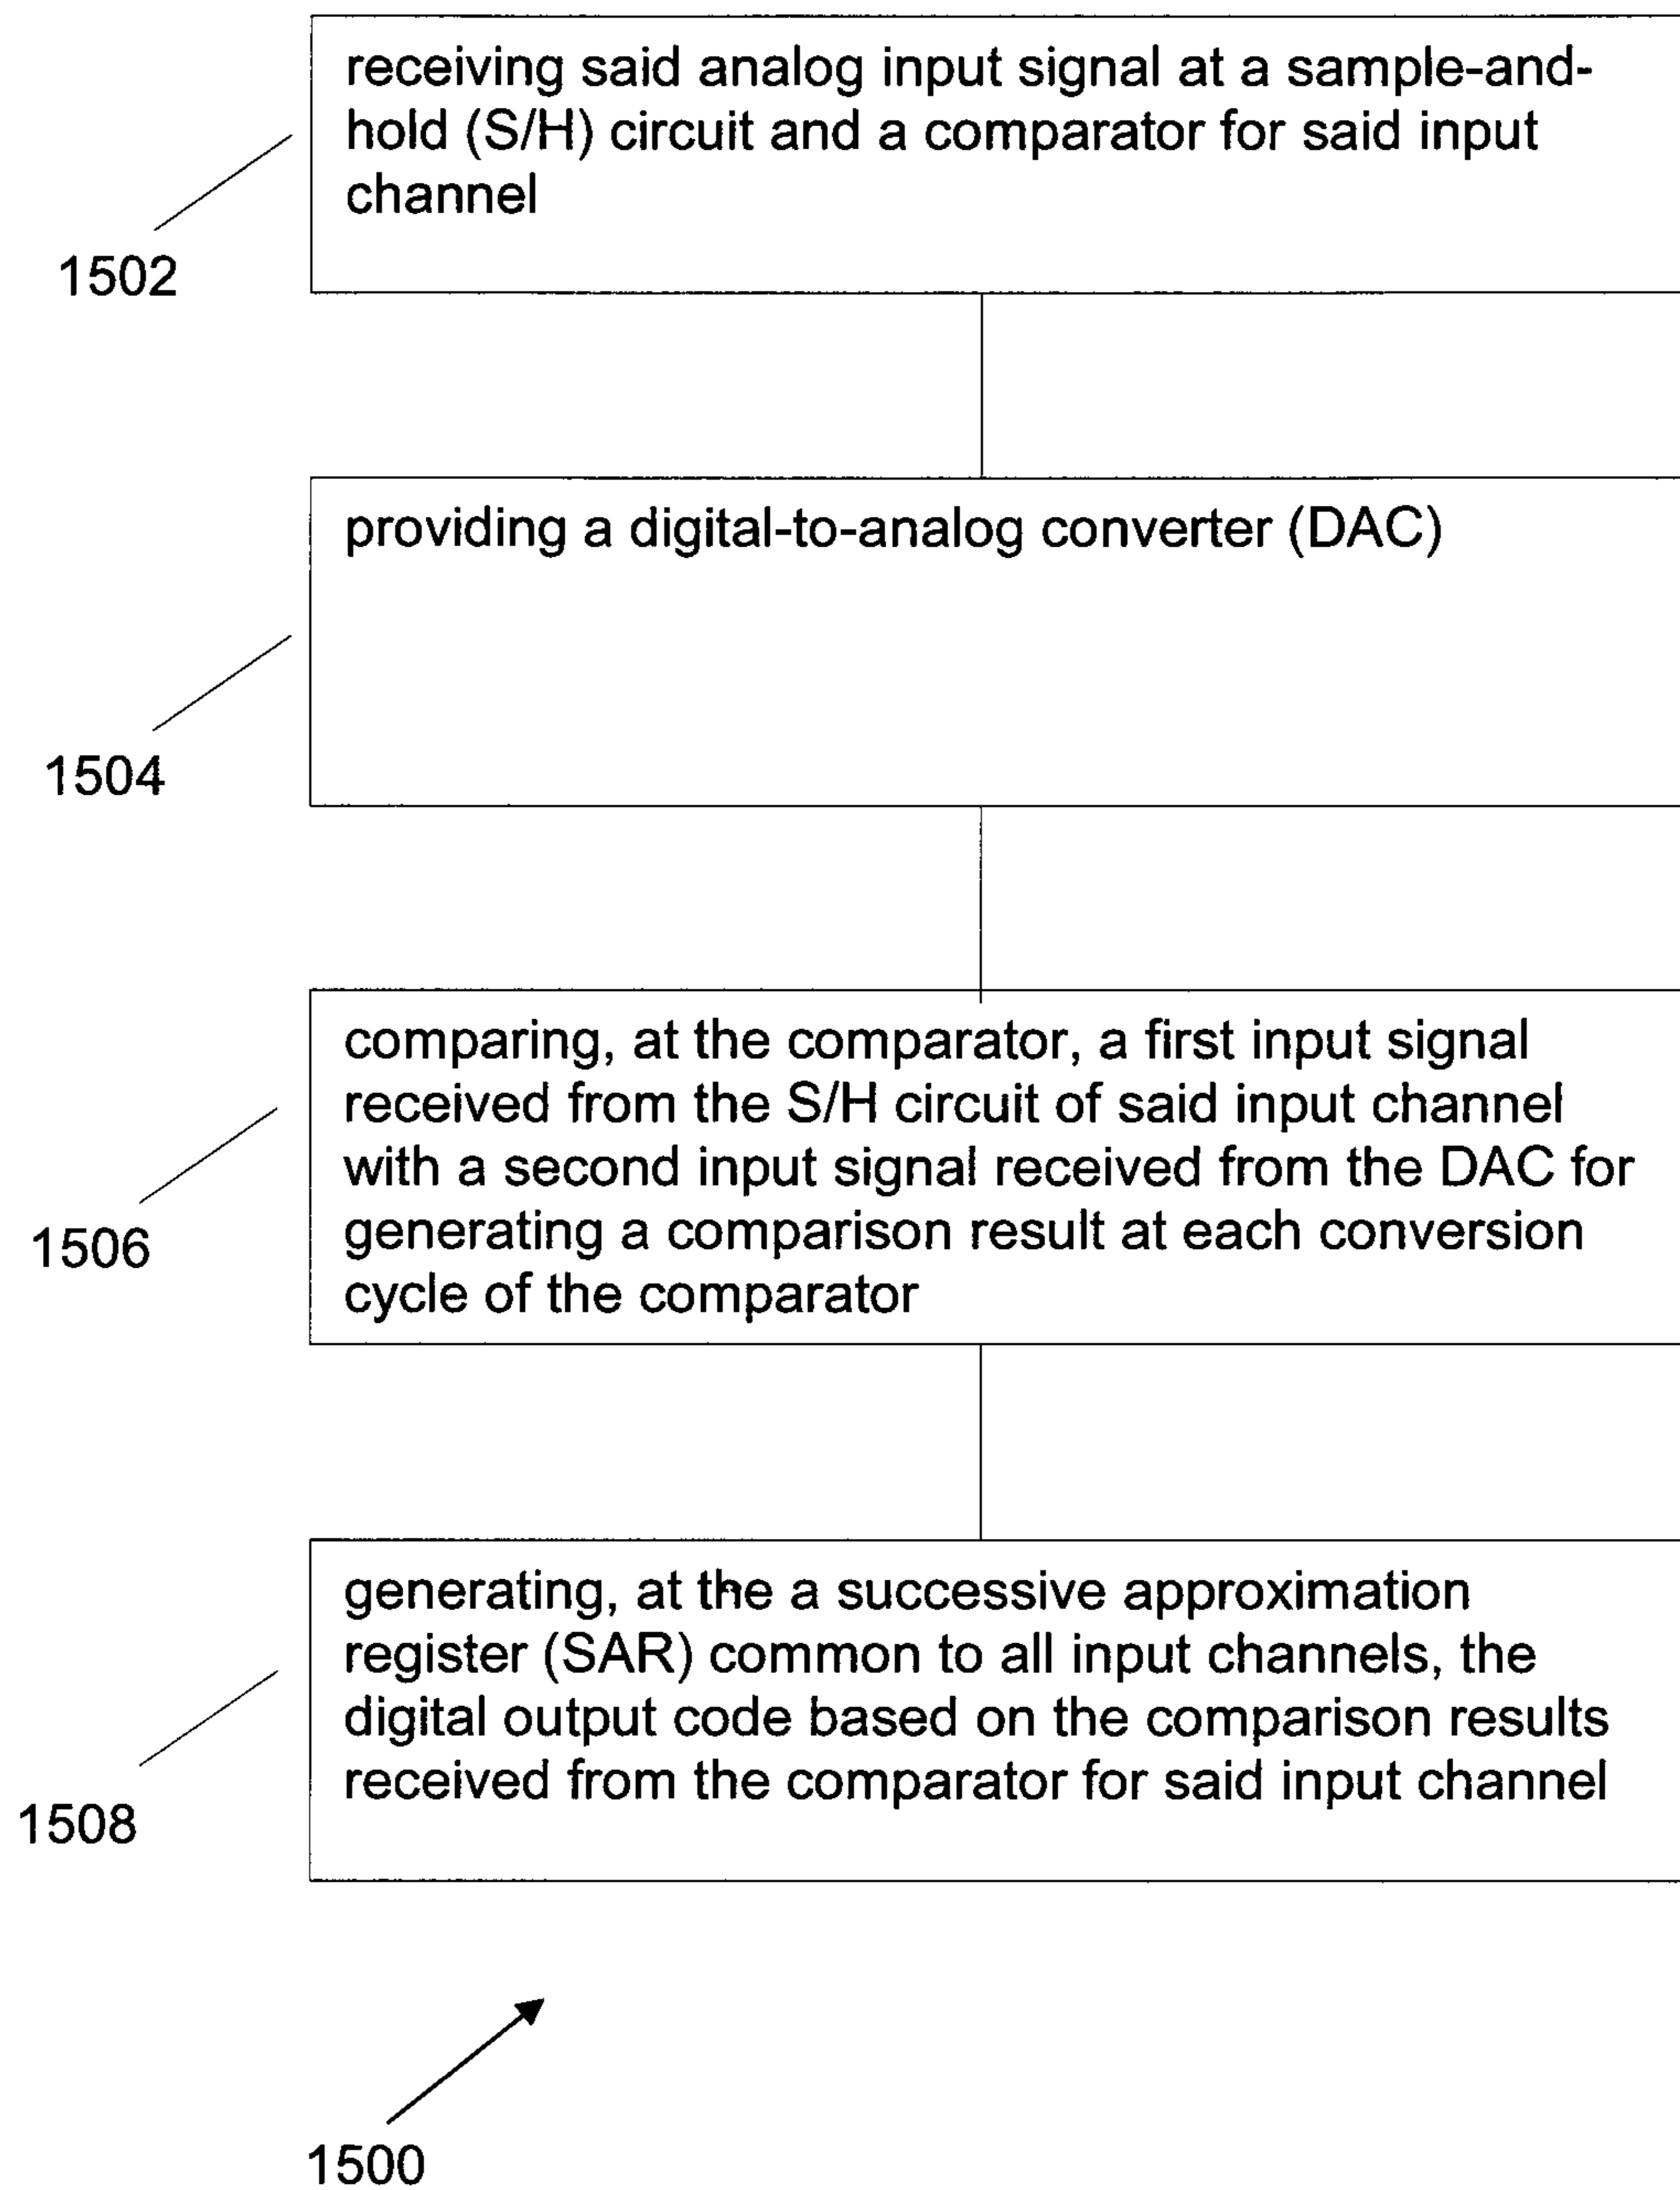 receiving said analog input signal at a sample-and-
hold (S/H) circuit and a comparator for said input
channel
1502
providing a digital-to-analog converter (DAC)
1504
comparing, at the comparator, a first input signal
received from the S/H circuit of said input channel
with a second input signal received from the DAC for
generating a comparison result at each conversion
cycle of the comparator
1506
generating, at the a successive approximation
register (SAR) common to all input channels, the
digital output code based on the comparison results
received from the comparator for said input channel
1508
1500